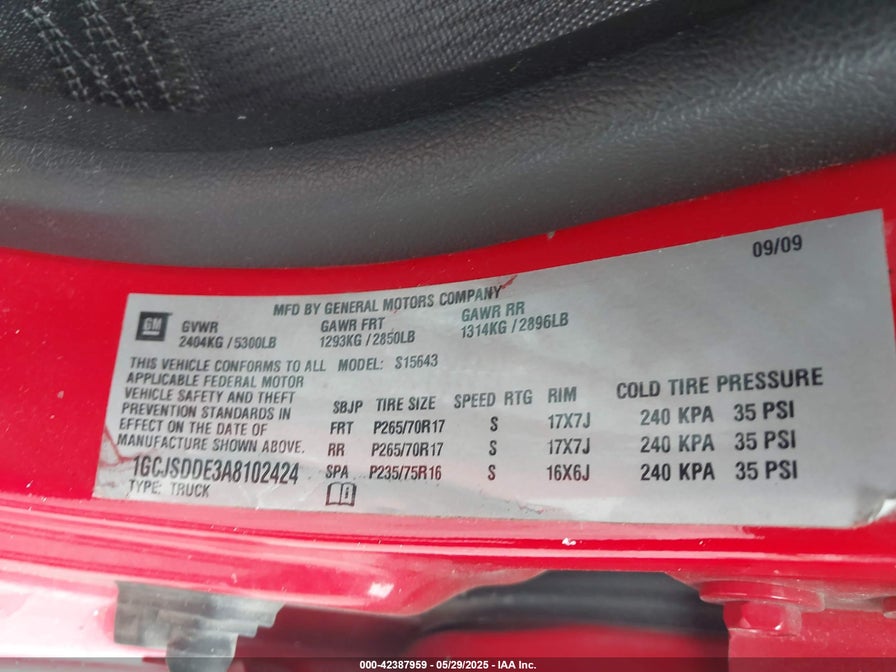 09/09
MFD BY GENERAL MOTORS COMPANY
GM
GVWR GAWR FRT GAWR RR
2404KG / 5300LB 1293KG / 2850LB 1314KG / 2896LB
THIS VEHICLE CONFORMS TO ALL MODEL: S15643
APPLICABLE FEDERAL MOTOR
VEHICLE SAFETY AND THEFT
PREVENTION STANDARDS IN
EFFECT ON THE DATE OF
MANUFACTURE SHOWN ABOVE.
SBJP TIRE SIZE SPEED RTG RIM COLD TIRE PRESSURE
FRT P265/70R17 S 17X7J 240 KPA 35 PSI
RR P265/70R17 S 17X7J 240 KPA 35 PSI
SPA P235/75R16 S 16X6J 240 KPA 35 PSI
1GCJSDDE3A8102424
TYPE: TRUCK
000-42387959 - 05/29/2025 - IAA Inc.